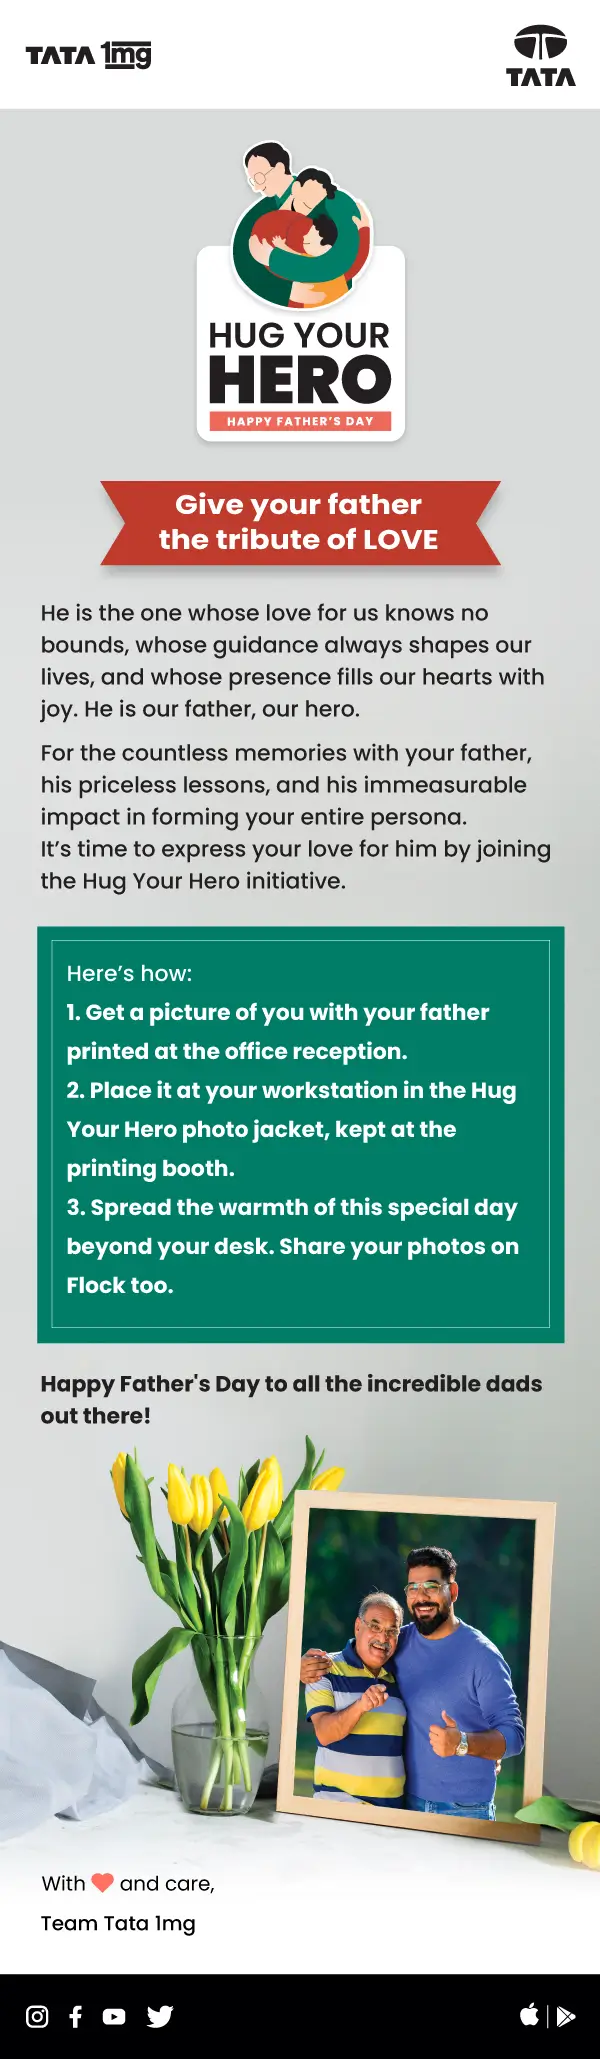 TATA 1mg
TATA
HUG YOUR
HERO
HAPPY FATHER'S DAY
Give your father
the tribute of LOVE
He is the one whose love for us knows no
bounds, whose guidance always shapes our
lives, and whose presence fills our hearts with
joy. He is our father, our hero.
For the countless memories with your father,
his priceless lessons, and his immeasurable
impact in forming your entire persona.
It's time to express your love for him by joining
the Hug Your Hero initiative.
Here's how:
1. Get a picture of you with your father
printed at the office reception.
2. Place it at your workstation in the Hug
Your Hero photo jacket, kept at the
printing booth.
3. Spread the warmth of this special day
beyond your desk. Share your photos on
Flock too.
Happy Father's Day to all the incredible dads
out there!
With ❤ and care,
Team Tata 1mg